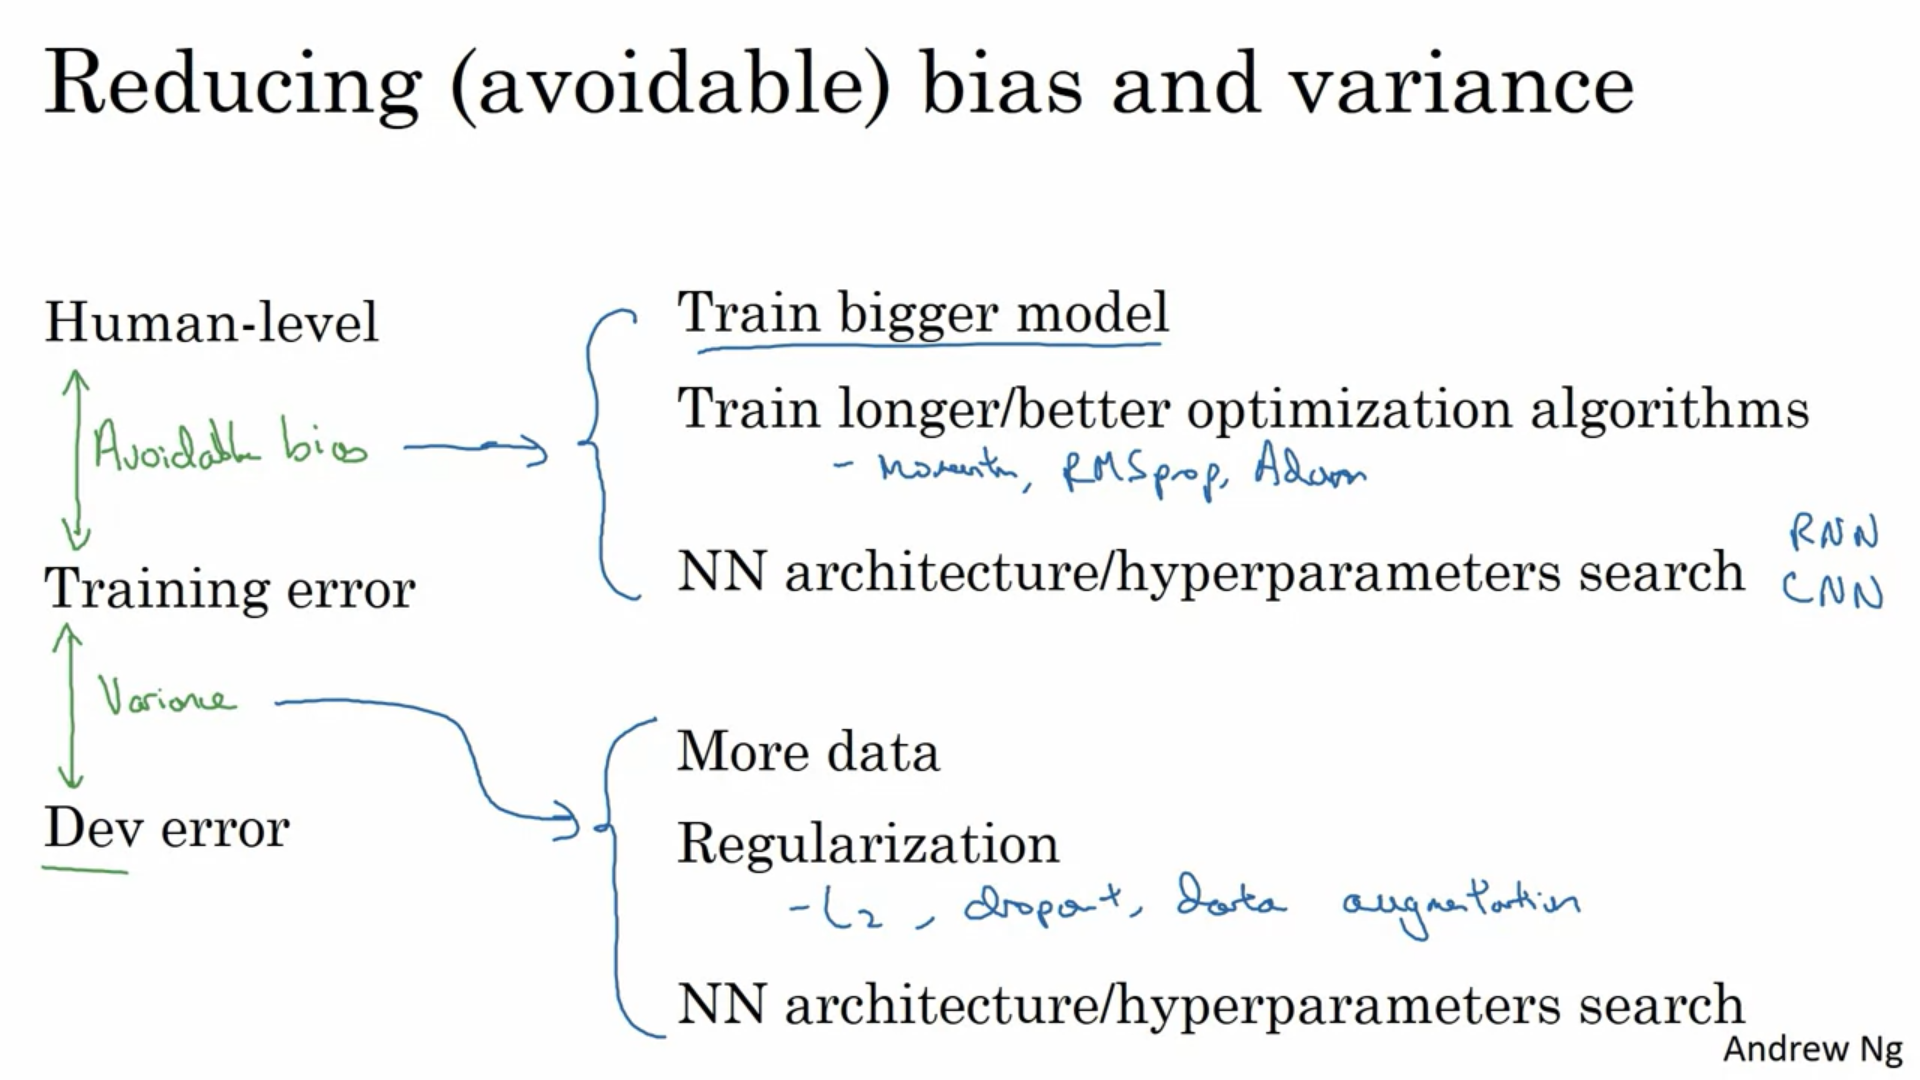 Reducing (avoidable) bias and variance
Human-level
Avoidable bias
Training error
Variance
Dev error
Train bigger model
Train longer/better optimization algorithms
- Momentum, RMSprop, Adam
NN architecture/hyperparameters search
RNN
CNN
More data
Regularization
- L2, dropout, data augmentation
NN architecture/hyperparameters search
Andrew Ng